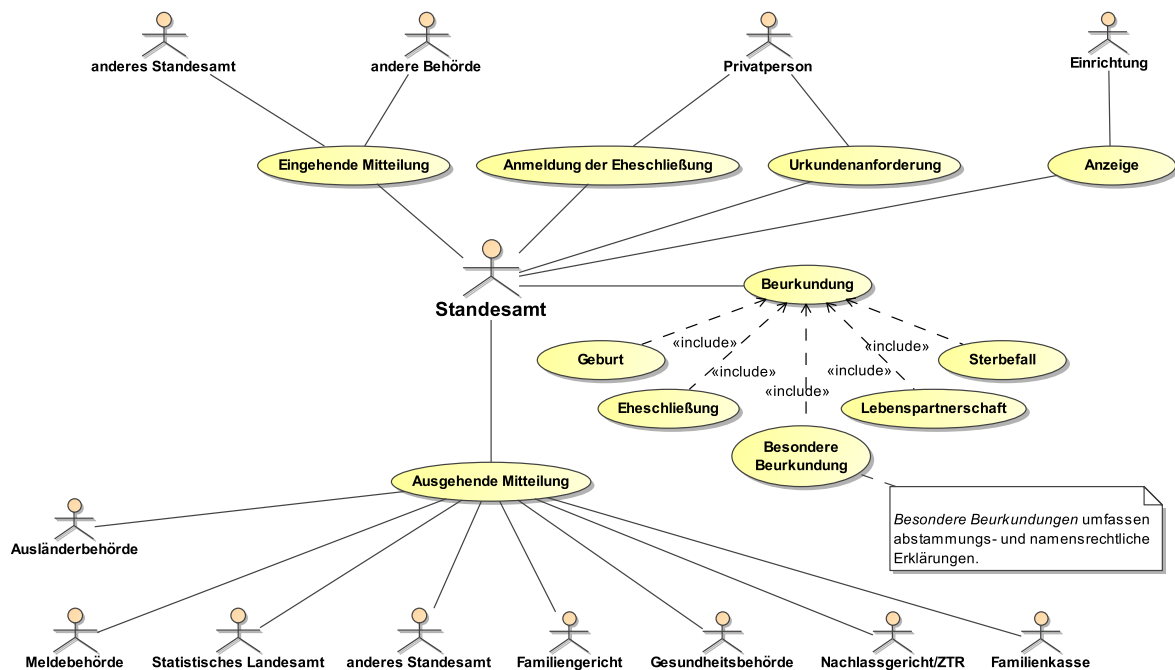 anderes Standesamt
andere Behörde
Privatperson
Einrichtung
Eingehende Mitteilung
Anmeldung der Eheschließung
Urkundenanforderung
Anzeige
Standesamt
Beurkundung
«include»
«include»
Geburt
Sterbefall
«include»
«include»
«include»
Eheschließung
Lebenspartnerschaft
Besondere
Beurkundung
Ausgehende Mitteilung
Besondere Beurkundungen umfassen
abstammungs- und namensrechtliche
Erklärungen.
Ausländerbehörde
Meldebehörde
Statistisches Landesamt
anderes Standesamt
Familiengericht
Gesundheitsbehörde
Nachlassgericht/ZTR
Familienkasse